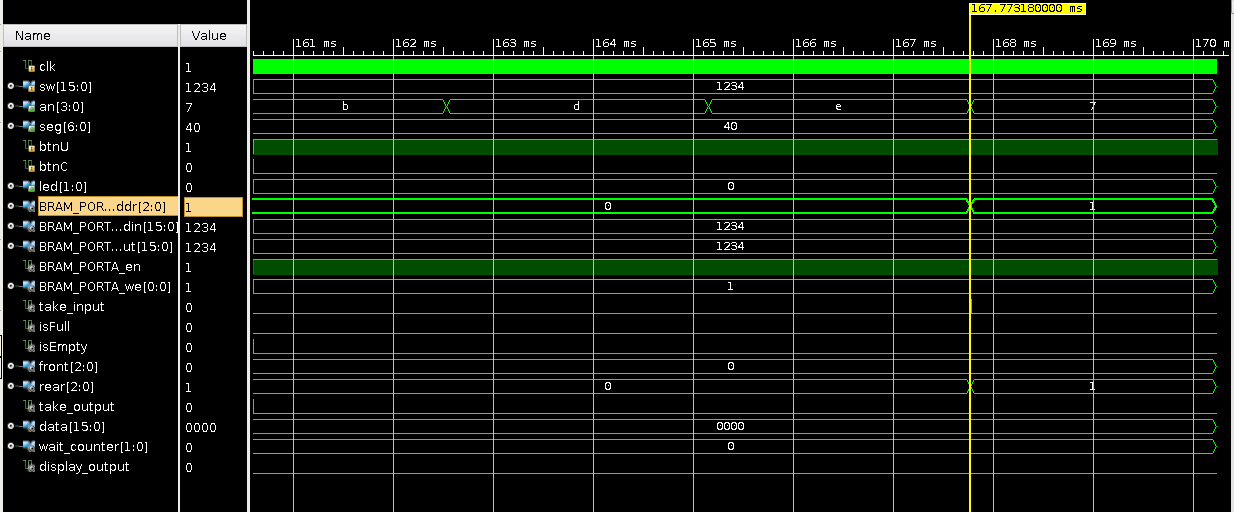 167.773180000 ms
Name Value
161 ms 162 ms 163 ms 164 ms 165 ms 166 ms 167 ms 168 ms 169 ms 170 m
clk 1
sw[15:0] 1234 1234
an[3:0] 7 b d e 7
seg[6:0] 40 40
btnU 1
btnC 0
led[1:0] 0 0
BRAM_POR...ddr[2:0] 1 0 1
BRAM_PORT...din[15:0] 1234 1234
BRAM_PORT...ut[15:0] 1234 1234
BRAM_PORTA_en 1
BRAM_PORTA_we[0:0] 1 1
take_input 0
isFull 0
isEmpty 0
front[2:0] 0 0
rear[2:0] 1 0 1
take_output 0
data[15:0] 0000 0000
wait_counter[1:0] 0 0
display_output 0